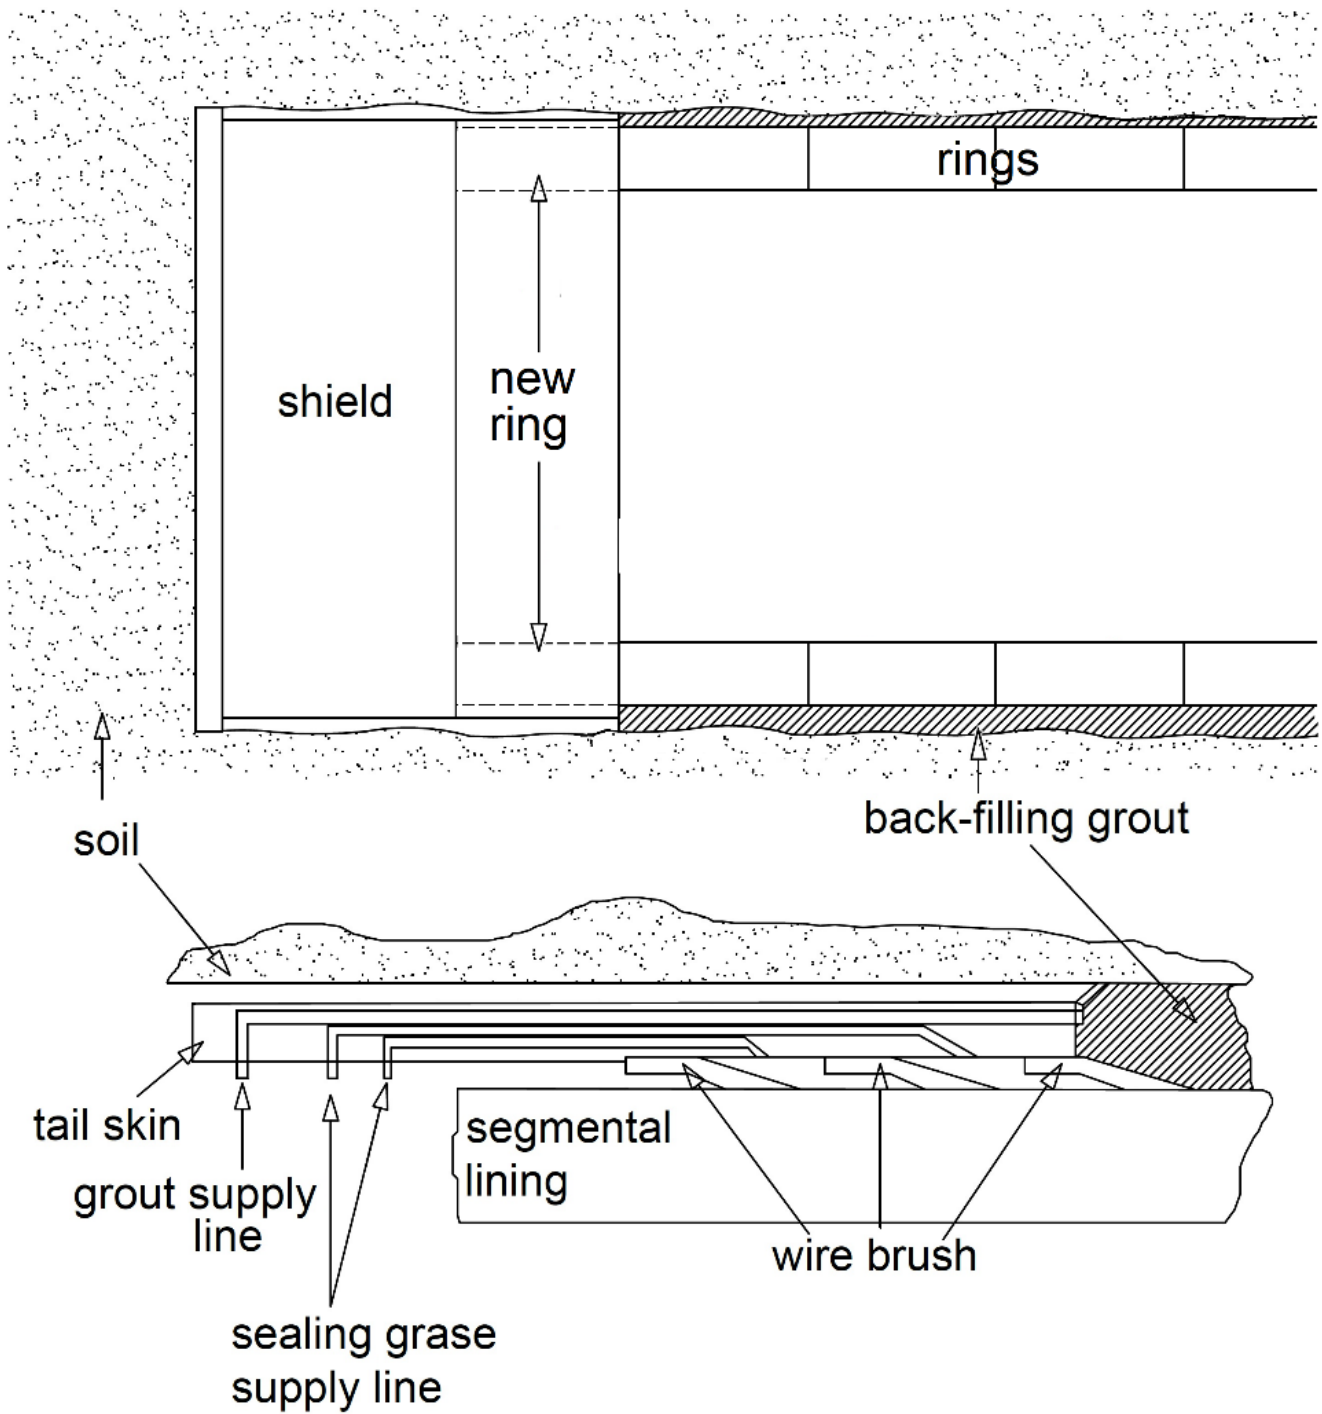 rings
new
ring
shield
back-filling grout
soil
tail skin
segmental
lining
grout supply
line
wire brush
sealing grase
supply line